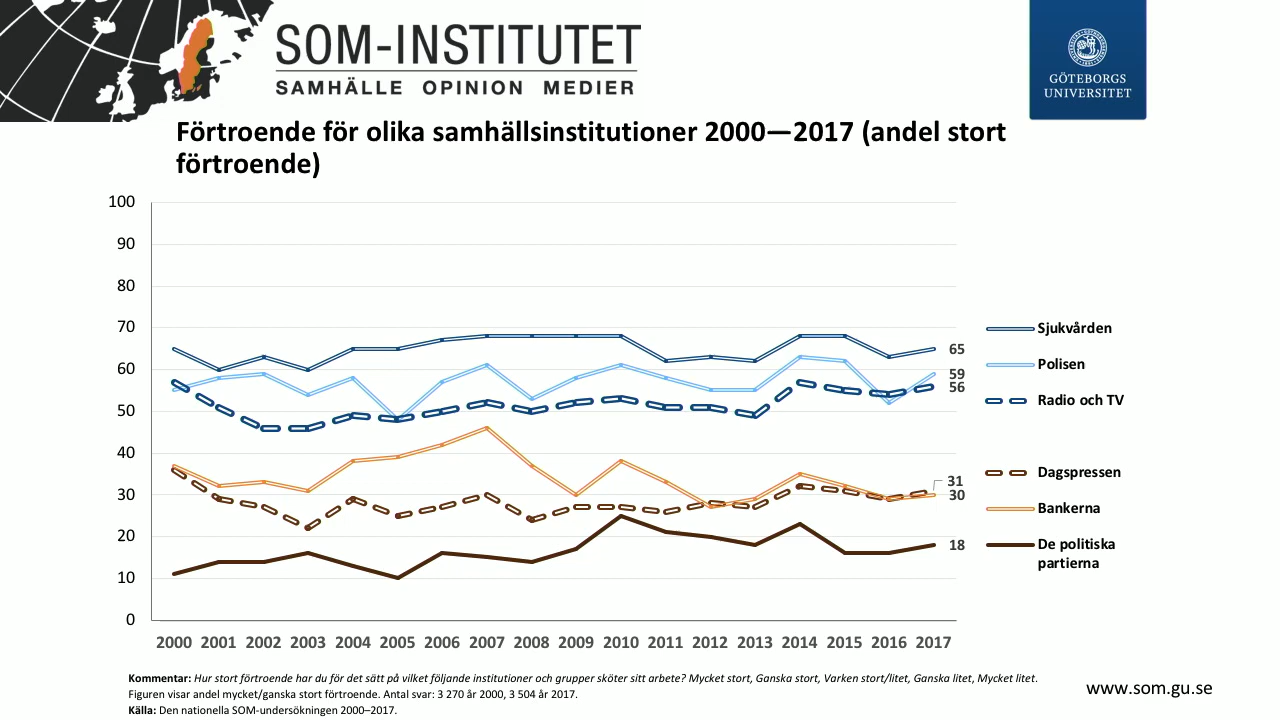 SOM-INSTITUTET
SAMHÄLLE OPINION MEDIER
GÖTEBORGS
UNIVERSITET
Förtroende för olika samhällsinstitutioner 2000—2017 (andel stort
förtroende)
100
90
80
70
60
50
40
30
20
10
0
65
59
56
31
30
18
Sjukvården
Polisen
Radio och TV
Dagspressen
Bankerna
De politiska
partierna
2000 2001 2002 2003 2004 2005 2006 2007 2008 2009 2010 2011 2012 2013 2014 2015 2016 2017
Kommentar: Hur stort förtroende har du för det sätt på vilket följande institutioner och grupper sköter sitt arbete? Mycket stort, Ganska stort, Varken stort/litet, Ganska litet, Mycket litet.
Figuren visar andel mycket/ganska stort förtroende. Antal svar: 3 270 år 2000, 3 504 år 2017.
Källa: Den nationella SOM-undersökningen 2000–2017.
www.som.gu.se